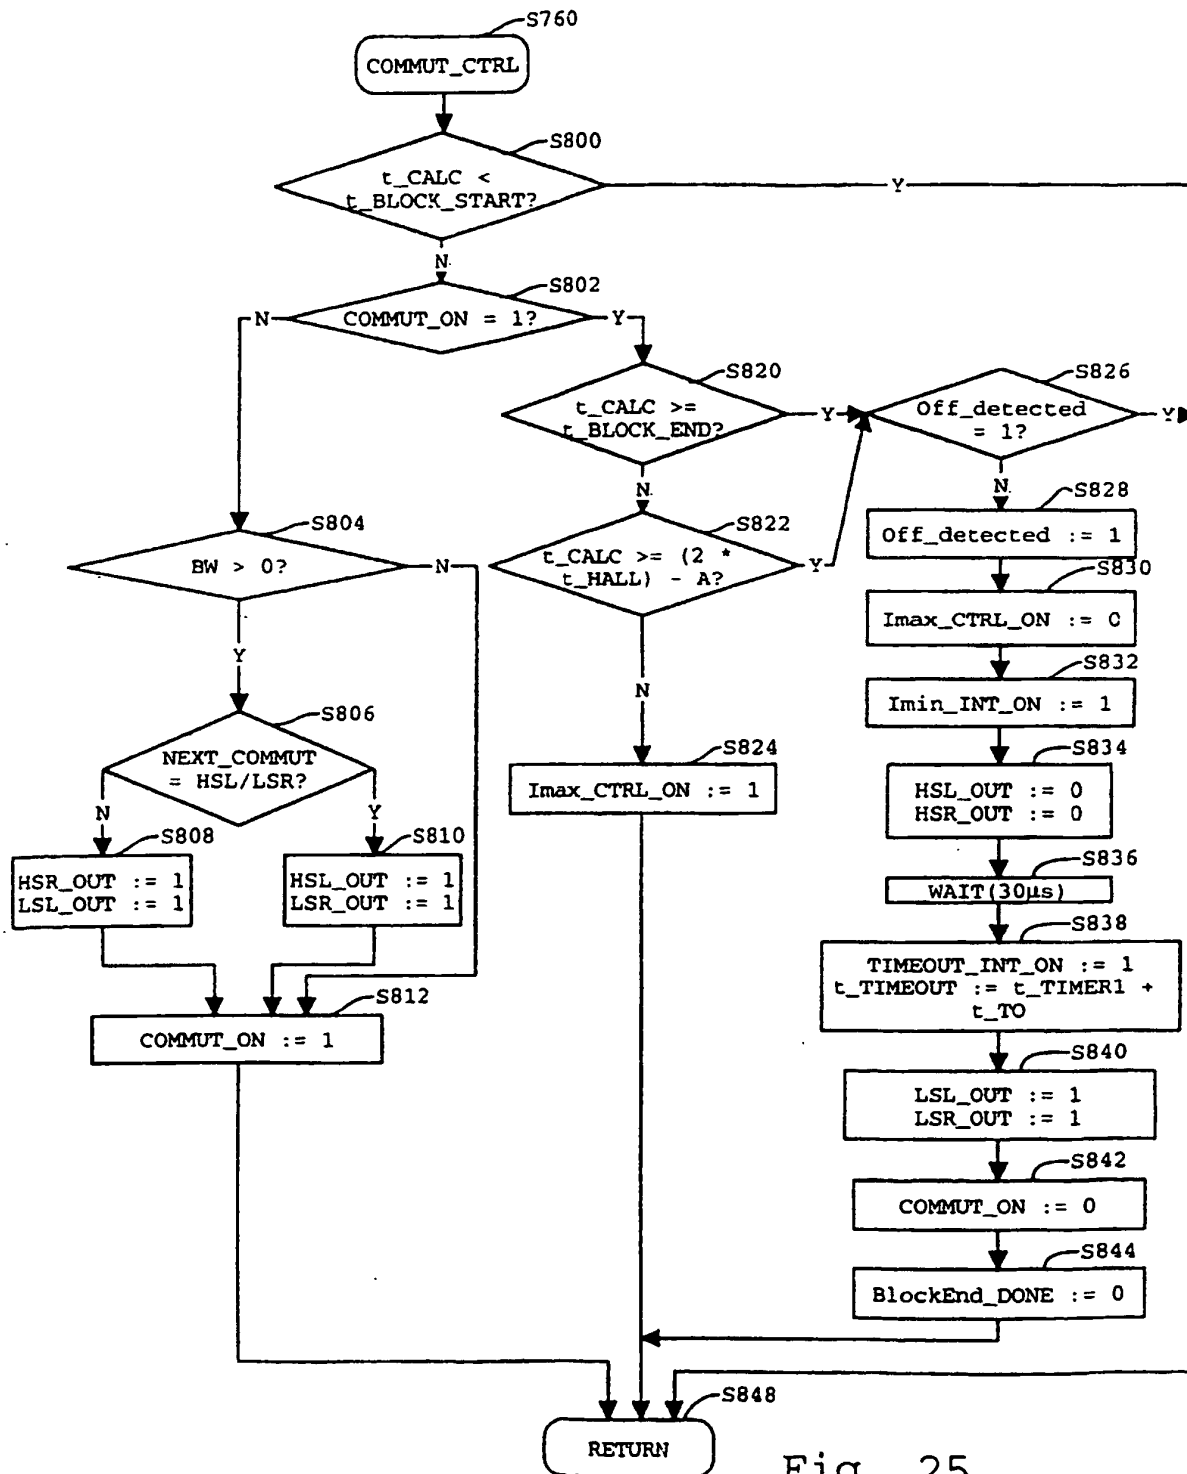 S760
COMMUT_CTRL
S800
t_CALC <
t_BLOCK_START?
Y
N
S802
COMMUT_ON = 1?
N
Y
S820
t_CALC >=
t_BLOCK_END?
Y
N
S826
Off_detected
= 1?
Y
N
S804
BW > 0?
N
Y
S822
t_CALC >= (2 *
t_HALL) - A?
Y
N
S828
Off_detected := 1
S830
Imax_CTRL_ON := 0
S832
Imin_INT_ON := 1
S806
NEXT_COMMUT
= HSL/LSR?
N
Y
S824
Imax_CTRL_ON := 1
S834
HSL_OUT := 0
HSR_OUT := 0
S808
HSR_OUT := 1
LSL_OUT := 1
S810
HSL_OUT := 1
LSR_OUT := 1
S836
WAIT(30µs)
S838
TIMEOUT_INT_ON := 1
t_TIMEOUT := t_TIMER1 +
t_TO
S812
COMMUT_ON := 1
S840
LSL_OUT := 1
LSR_OUT := 1
S842
COMMUT_ON := 0
S844
BlockEnd_DONE := 0
S848
RETURN
Fig. 25